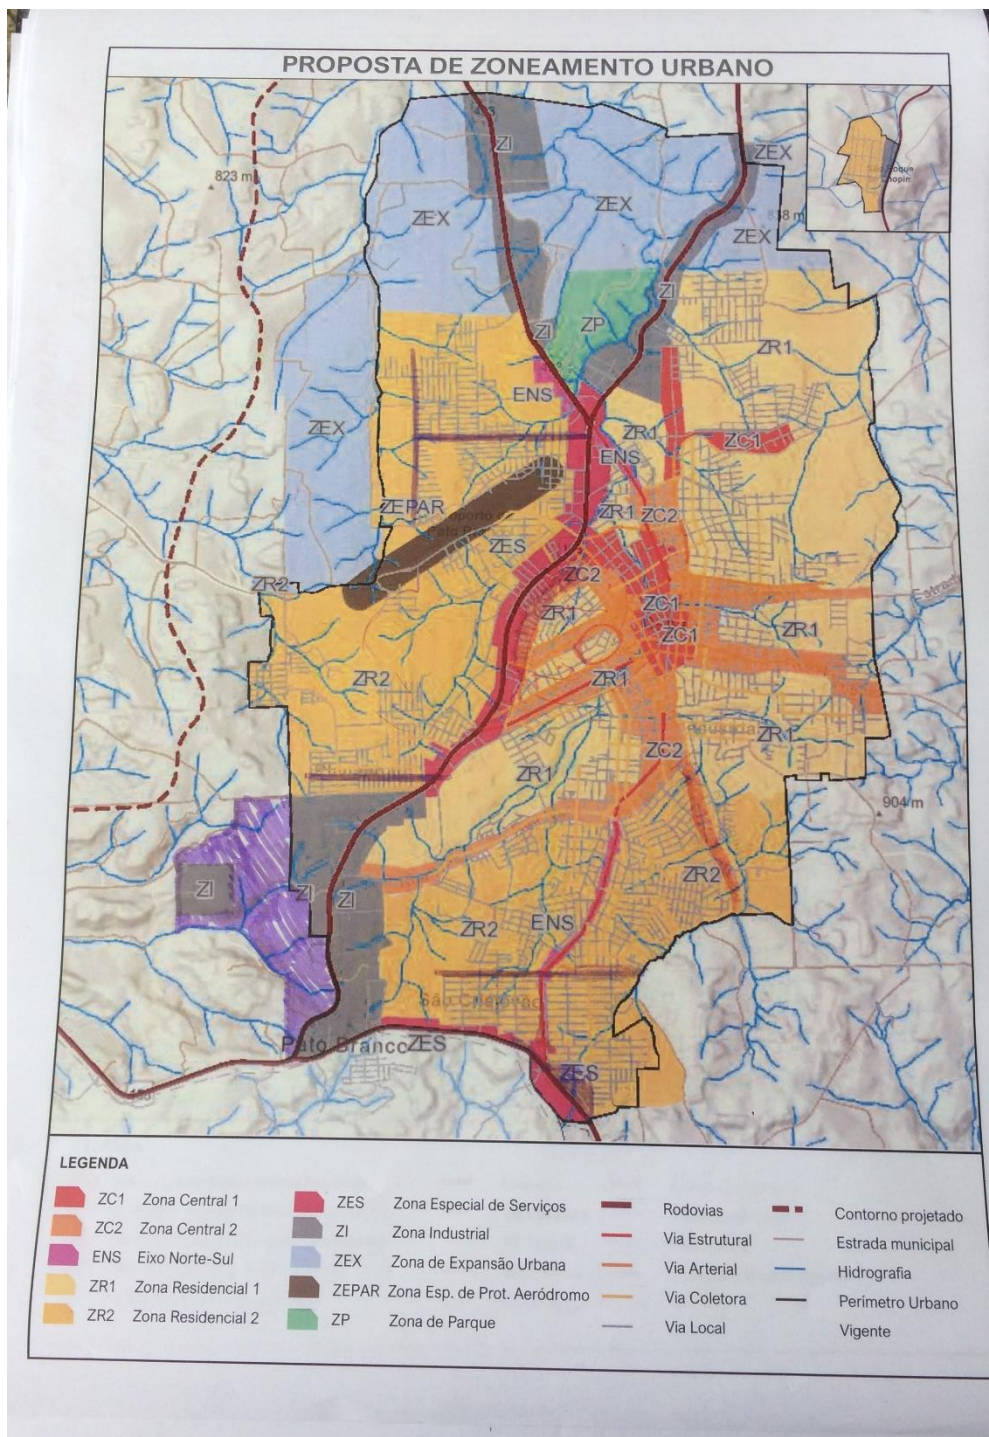 PROPOSTA DE ZONEAMENTO URBANO
ZI
ZEX
823 m
ZEX
ZEX
838 m
ZEX
ZI
ZI
ZP
ZR1
ENS
ZEX
ZR1
ZC1
ENS
ZEPAR
ZR1
ZC2
ZES
ZR2
ZC2
ZR1
ZC1
ZC1
ZR1
ZR2
ZR1
ZR1
ZC2
ZR1
904 m
ZI
ZI
ZI
ZR2
ZR2
ENS
São Cristóvão
Pato Branco
ZES
ZES
LEGENDA
ZC1 Zona Central 1
ZC2 Zona Central 2
ENS Eixo Norte-Sul
ZR1 Zona Residencial 1
ZR2 Zona Residencial 2
ZES Zona Especial de Serviços
ZI Zona Industrial
ZEX Zona de Expansão Urbana
ZEPAR Zona Esp. de Prot. Aeródromo
ZP Zona de Parque
Rodovias
Via Estrutural
Via Arterial
Via Coletora
Via Local
Contorno projetado
Estrada municipal
Hidrografia
Perímetro Urbano
Vigente